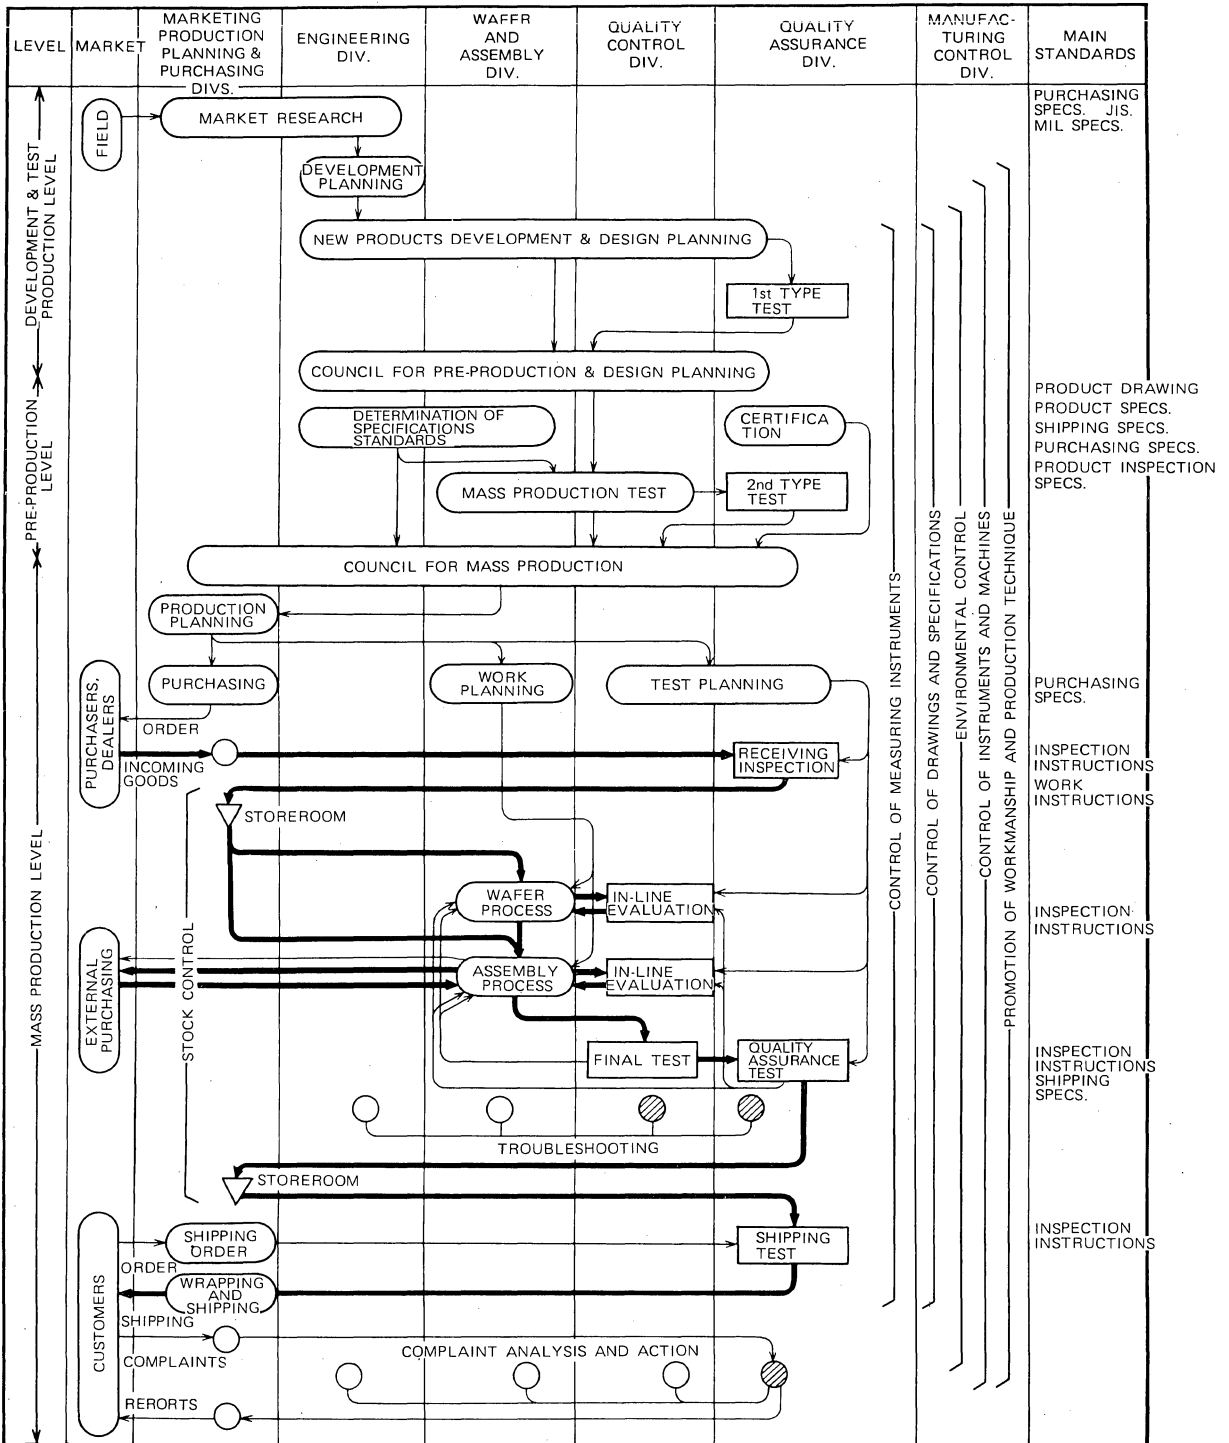 LEVEL
MARKET
MARKETING
PRODUCTION
PLANNING &
PURCHASING
DIVS.
ENGINEERING
DIV.
WAFER
AND
ASSEMBLY
DIV.
QUALITY
CONTROL
DIV.
QUALITY
ASSURANCE
DIV.
MANUFAC-
TURING
CONTROL
DIV.
MAIN
STANDARDS
DEVELOPMENT & TEST
PRODUCTION LEVEL
FIELD
MARKET RESEARCH
PURCHASING
SPECS. JIS.
MIL SPECS.
DEVELOPMENT
PLANNING
NEW PRODUCTS DEVELOPMENT & DESIGN PLANNING
1st TYPE
TEST
COUNCIL FOR PRE-PRODUCTION & DESIGN PLANNING
PRE-PRODUCTION
LEVEL
DETERMINATION OF
SPECIFICATIONS
STANDARDS
CERTIFICA
TION
PRODUCT DRAWING
PRODUCT SPECS.
SHIPPING SPECS.
PURCHASING SPECS.
PRODUCT INSPECTION
SPECS.
MASS PRODUCTION TEST
2nd TYPE
TEST
COUNCIL FOR MASS PRODUCTION
MASS PRODUCTION LEVEL
PRODUCTION
PLANNING
PURCHASING
WORK
PLANNING
TEST PLANNING
PURCHASING
SPECS.
PURCHASERS,
DEALERS
ORDER
INCOMING
GOODS
RECEIVING
INSPECTION
INSPECTION
INSTRUCTIONS
WORK
INSTRUCTIONS
STOREROOM
CONTROL OF MEASURING INSTRUMENTS
CONTROL OF DRAWINGS AND SPECIFICATIONS
ENVIRONMENTAL CONTROL
CONTROL OF INSTRUMENTS AND MACHINES
PROMOTION OF WORKMANSHIP AND PRODUCTION TECHNIQUE
WAFER
PROCESS
IN-LINE
EVALUATION
INSPECTION
INSTRUCTIONS
EXTERNAL
PURCHASING
STOCK CONTROL
ASSEMBLY
PROCESS
IN-LINE
EVALUATION
FINAL TEST
QUALITY
ASSURANCE
TEST
INSPECTION
INSTRUCTIONS
SHIPPING
SPECS.
TROUBLESHOOTING
STOREROOM
CUSTOMERS
SHIPPING
ORDER
ORDER
SHIPPING
TEST
INSPECTION
INSTRUCTIONS
WRAPPING
AND
SHIPPING
SHIPPING
COMPLAINTS
COMPLAINT ANALYSIS AND ACTION
RERORTS